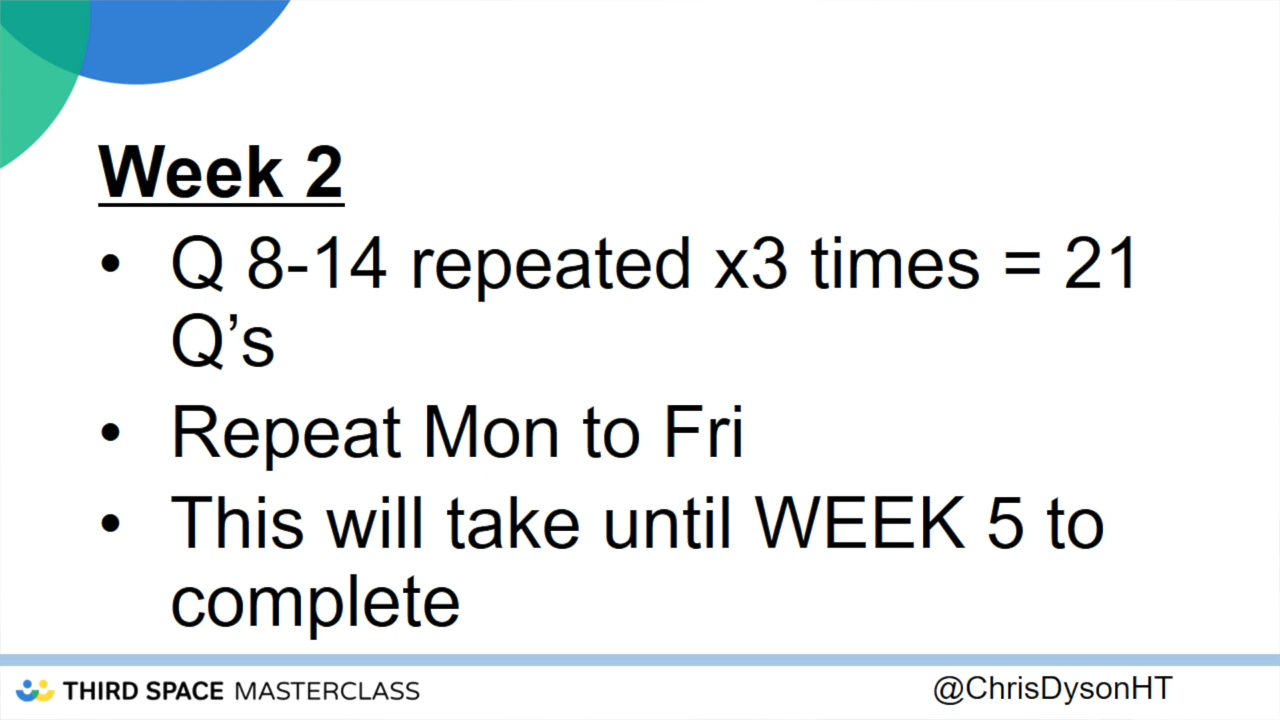 Week 2
• Q 8-14 repeated x3 times = 21
Q’s
• Repeat Mon to Fri
• This will take until WEEK 5 to
complete
THIRD SPACE MASTERCLASS
@ChrisDysonHT